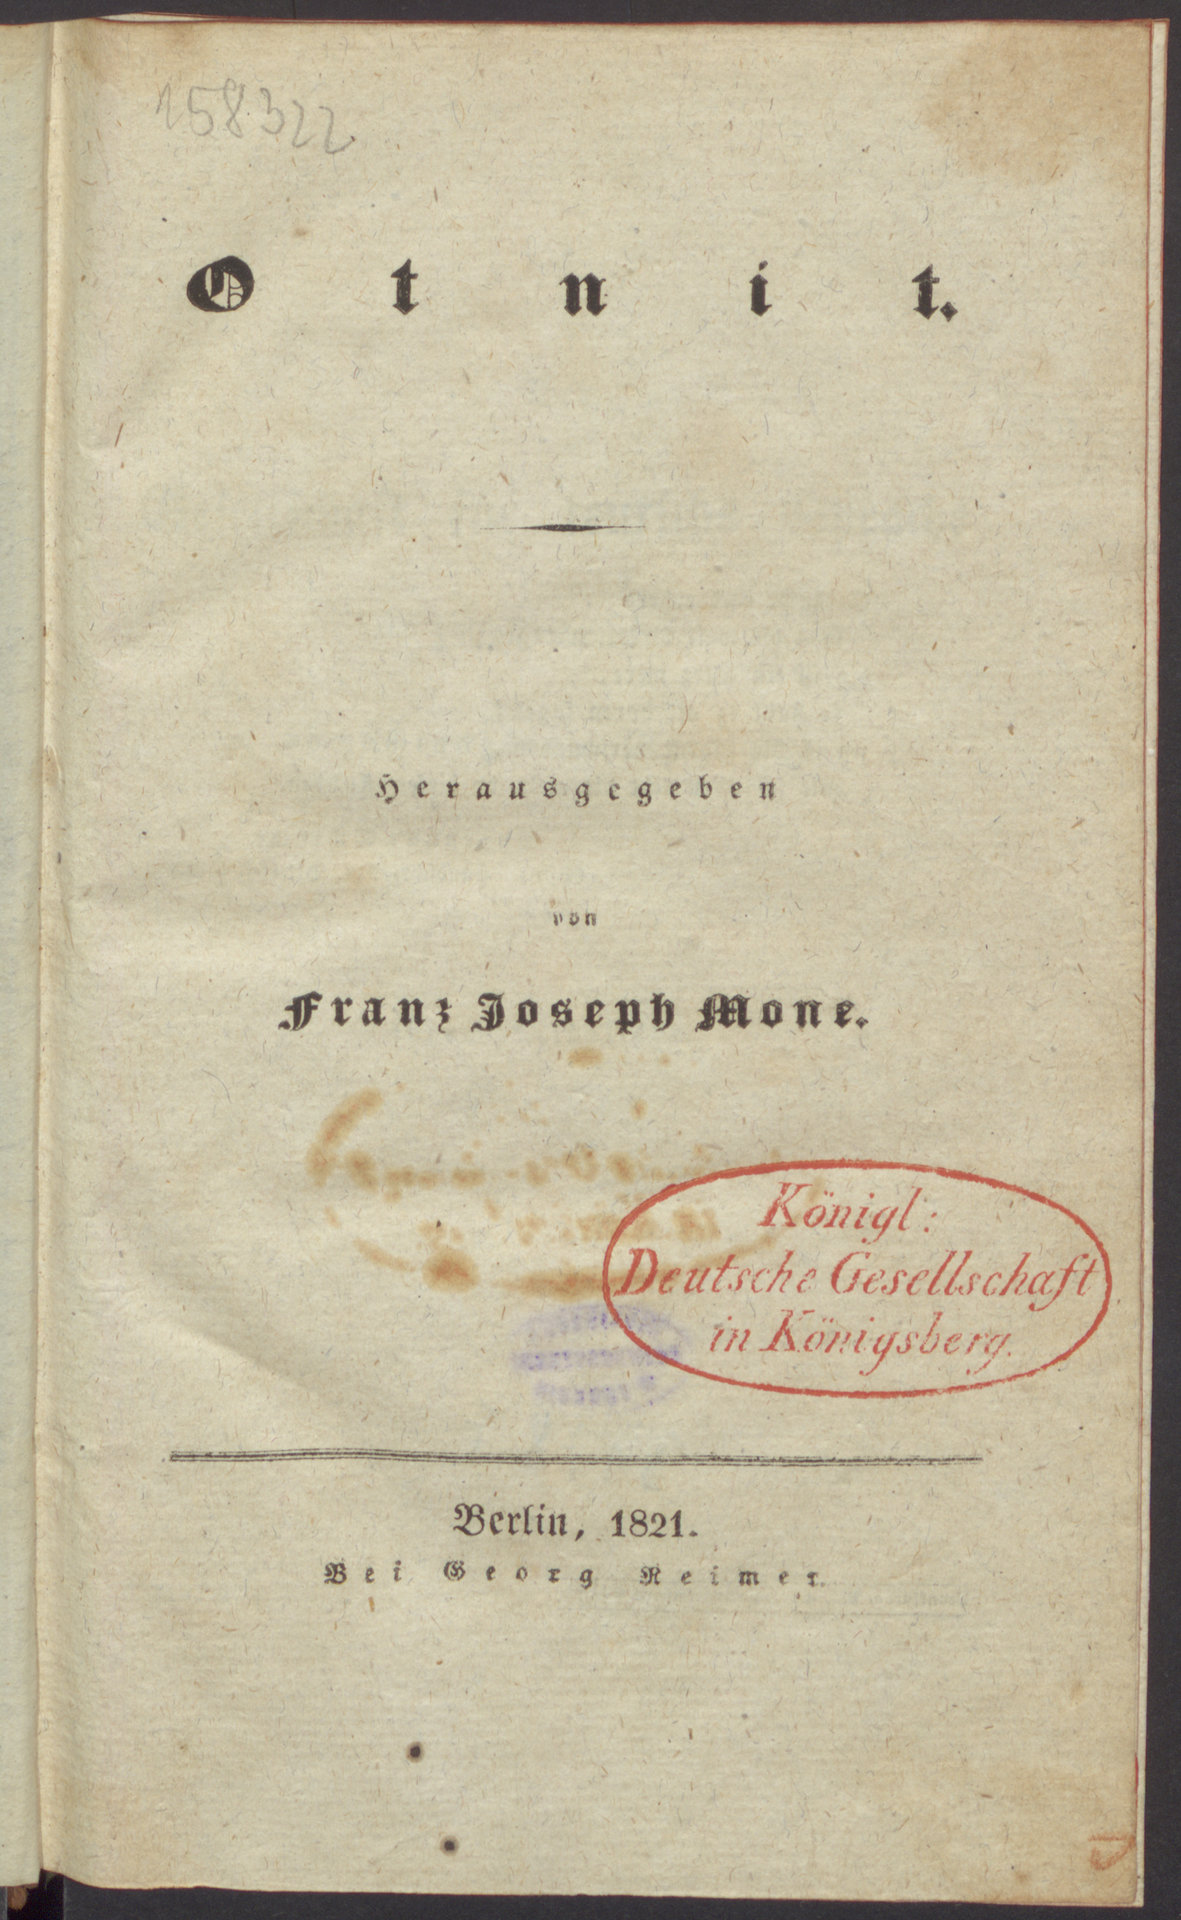 158322
Otnit.
Herausgegeben
von
Franz Joseph Mone.
Königl:
Deutsche Gesellschaft
in Königsberg.
Berlin, 1821.
Bei Georg Reimer.